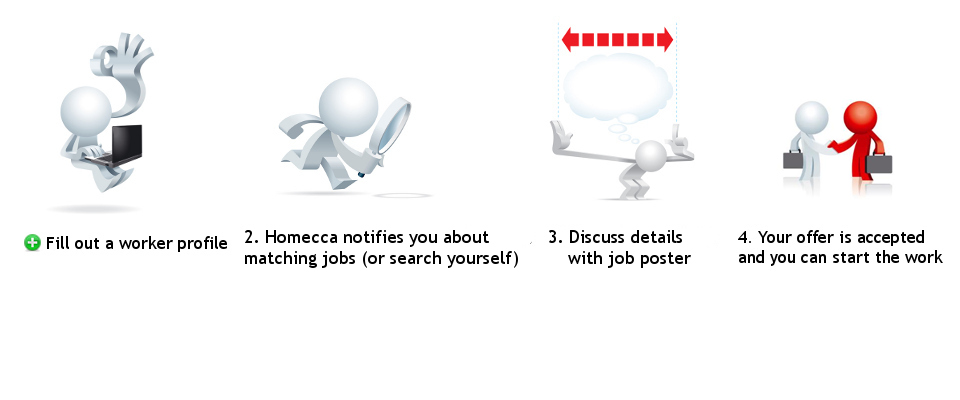 Fill out a worker profile
2. Homecca notifies you about
matching jobs (or search yourself)
3. Discuss details
with job poster
4. Your offer is accepted
and you can start the work